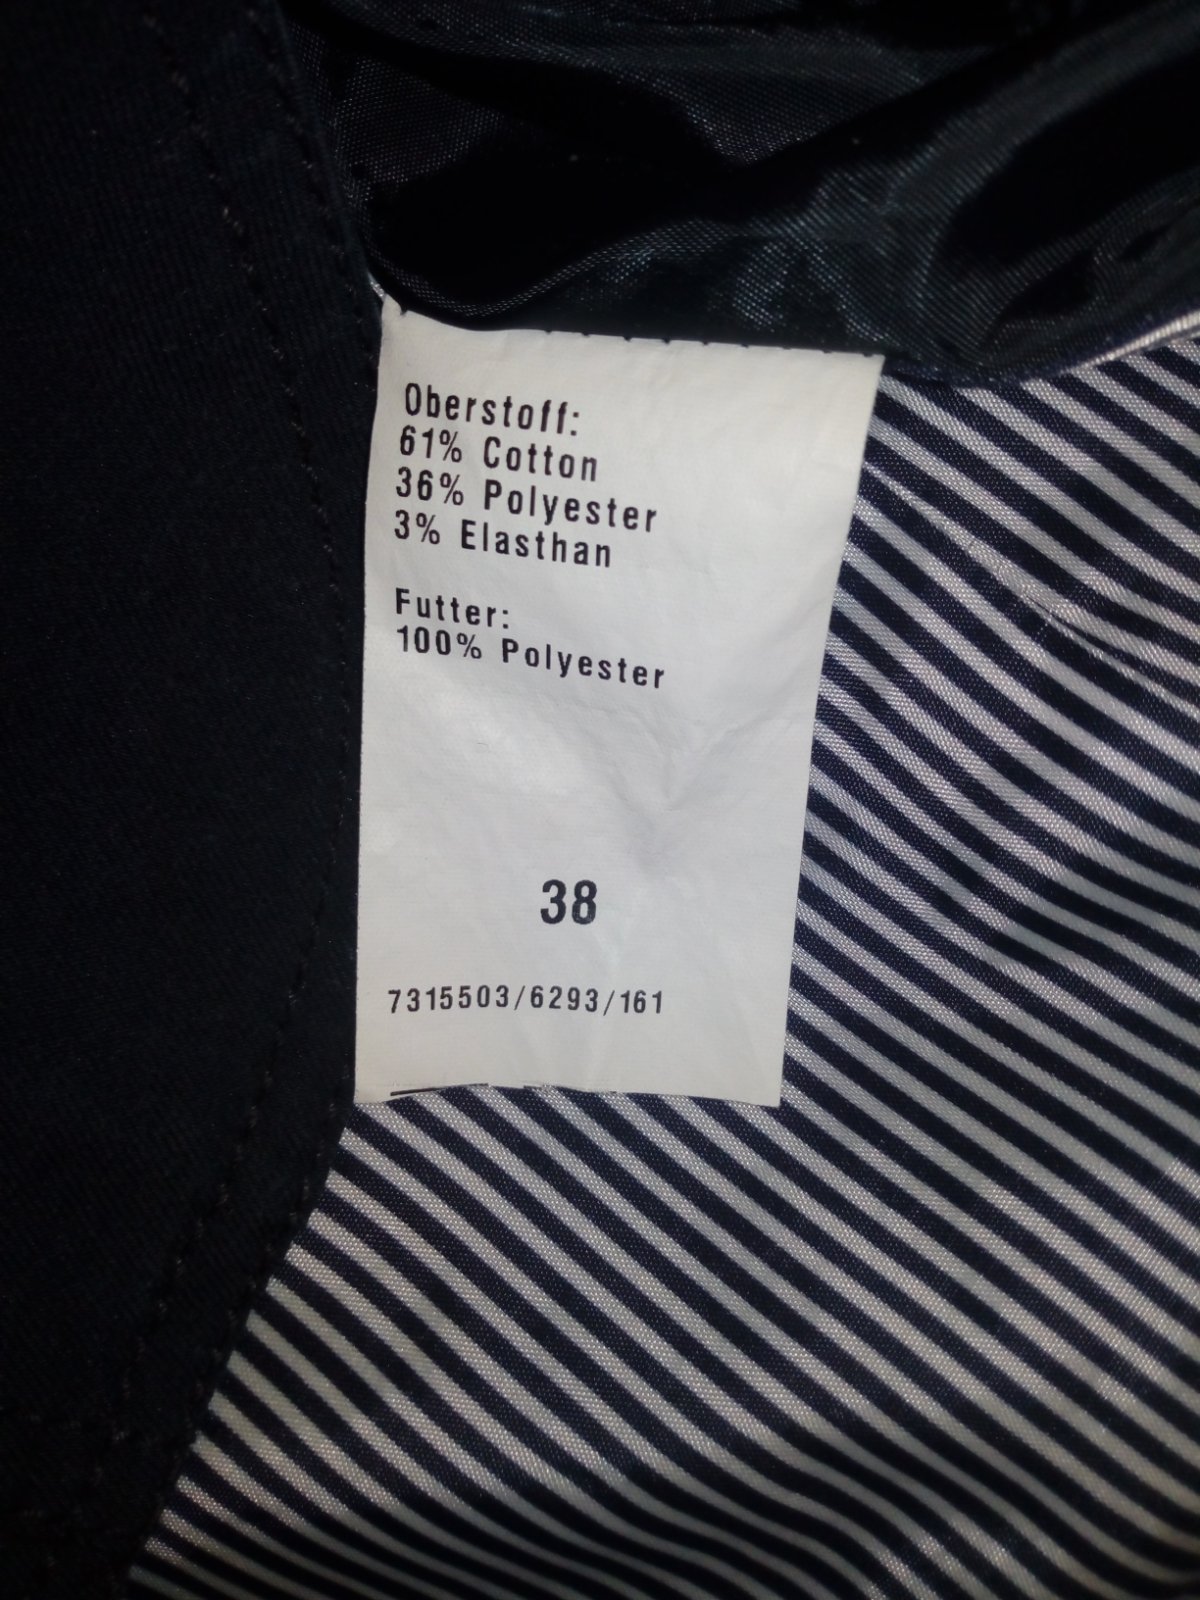 Oberstoff:
61% Cotton
36% Polyester
3% Elasthan
Futter:
100% Polyester
38
7315503/6293/161